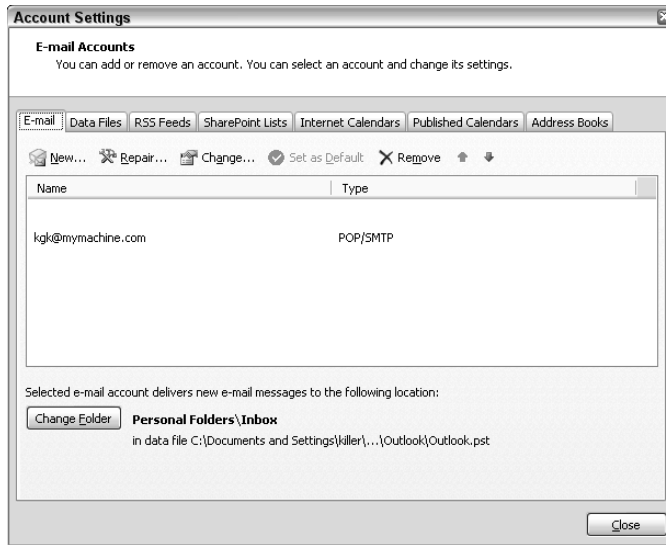 Account Settings
E-mail Accounts
You can add or remove an account. You can select an account and change its settings.
E-mail Data Files RSS Feeds SharePoint Lists Internet Calendars Published Calendars Address Books
New... Repair... Change... Set as Default Remove
Name Type
kgk@mymachine.com POP/SMTP
Selected e-mail account delivers new e-mail messages to the following location:
Change Folder Personal Folders\Inbox
in data file C:\Documents and Settings\killer\...\Outlook\Outlook.pst
Close